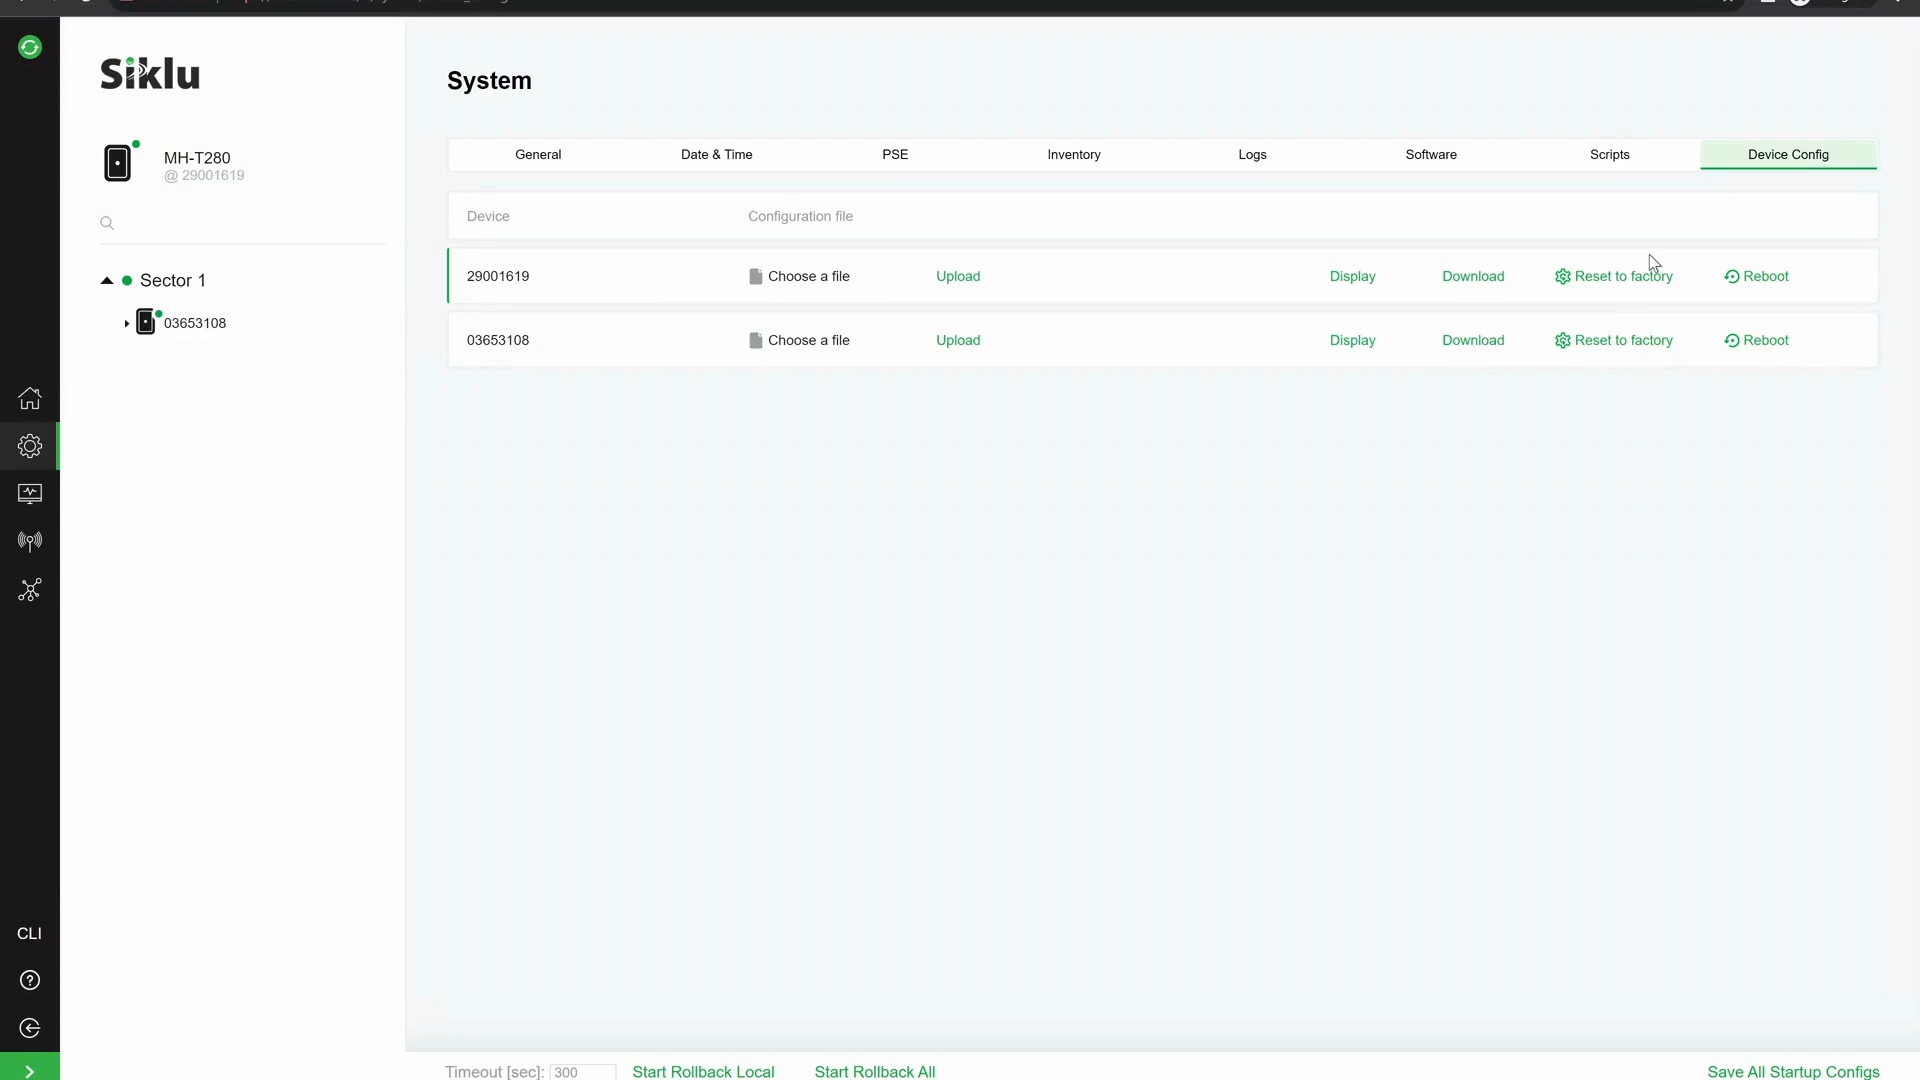 Siklu
MH-T280
@ 29001619
Sector 1
03653108
CLI
System
General Date & Time PSE Inventory Logs Software Scripts Device Config
Device Configuration file
29001619 Choose a file Upload Display Download Reset to factory Reboot
03653108 Choose a file Upload Display Download Reset to factory Reboot
Timeout [sec]: 300 Start Rollback Local Start Rollback All Save All Startup Configs